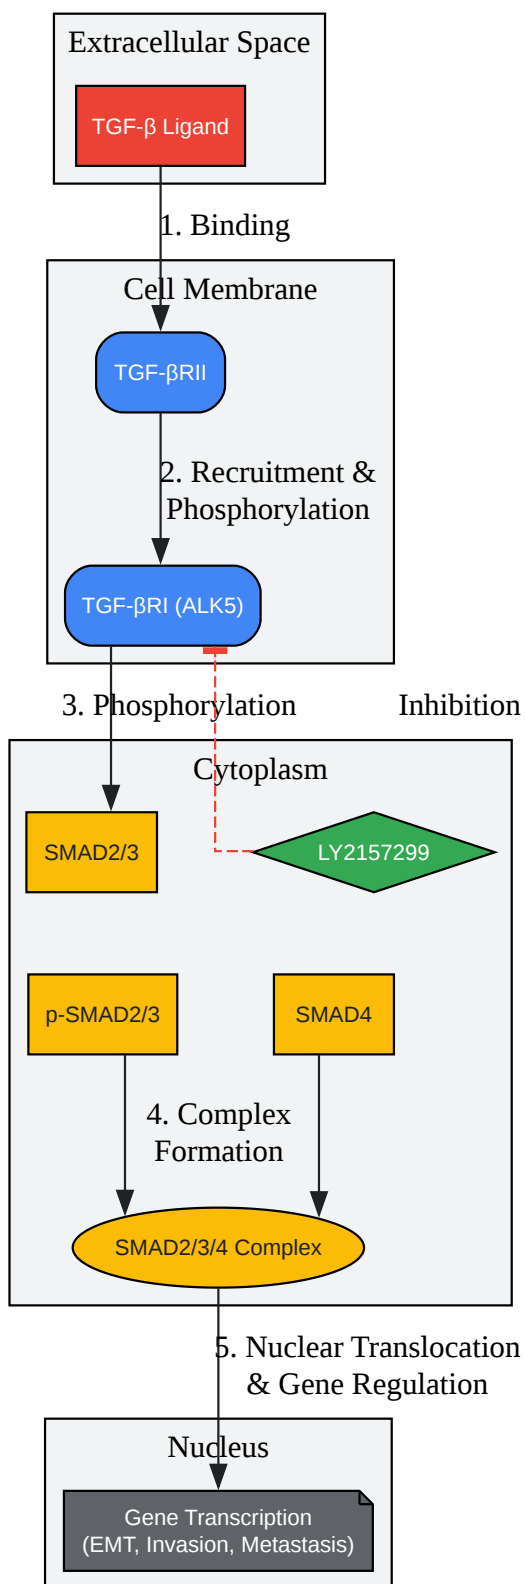 Extracellular Space
TGF-β Ligand
1. Binding
Cell Membrane
TGF-βRII
2. Recruitment &
Phosphorylation
TGF-βRI (ALK5)
3. Phosphorylation
Inhibition
Cytoplasm
SMAD2/3
LY2157299
p-SMAD2/3
SMAD4
4. Complex
Formation
SMAD2/3/4 Complex
5. Nuclear Translocation
& Gene Regulation
Nucleus
Gene Transcription
(EMT, Invasion, Metastasis)